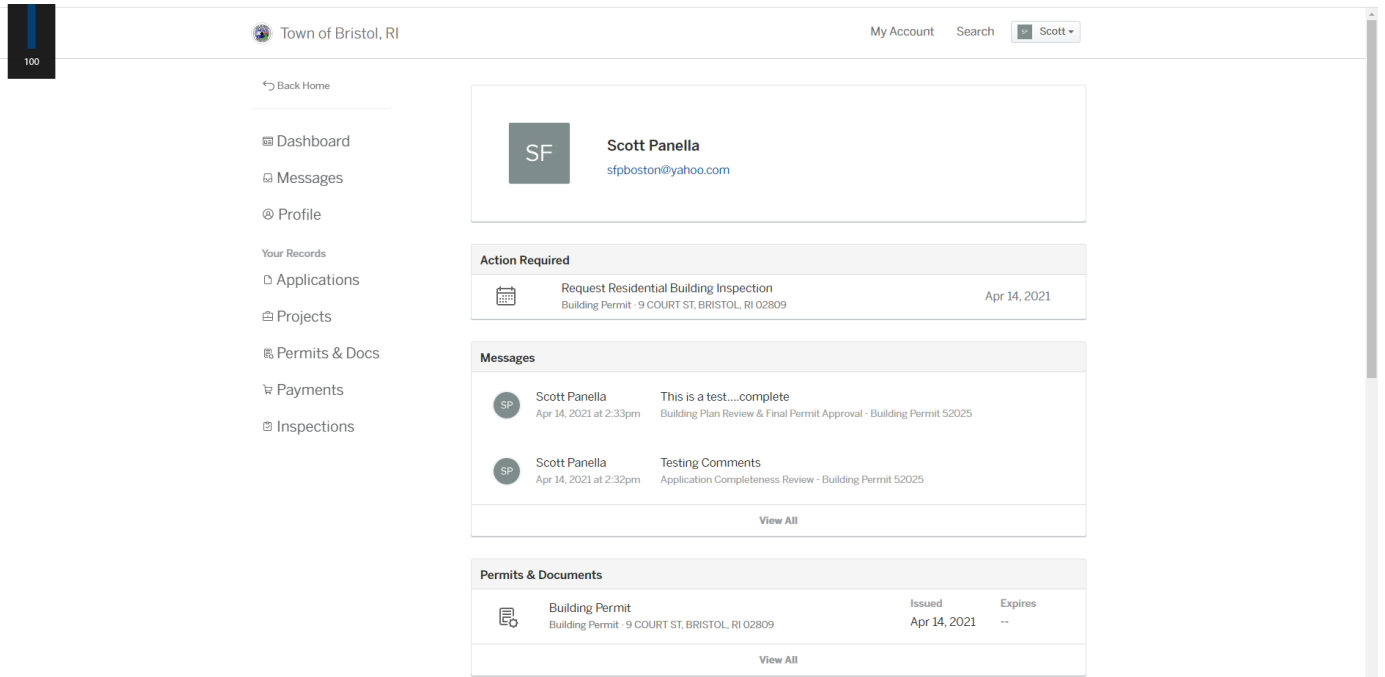 100
Town of Bristol, RI
My Account
Search
SF
Scott
Back Home
Dashboard
Messages
Profile
Your Records
Applications
Projects
Permits & Docs
Payments
Inspections
SF
Scott Panella
sfpboston@yahoo.com
Action Required
Request Residential Building Inspection
Building Permit · 9 COURT ST, BRISTOL, RI 02809
Apr 14, 2021
Messages
SP
Scott Panella
Apr 14, 2021 at 2:33pm
This is a test....complete
Building Plan Review & Final Permit Approval - Building Permit 52025
SP
Scott Panella
Apr 14, 2021 at 2:32pm
Testing Comments
Application Completeness Review - Building Permit 52025
View All
Permits & Documents
Building Permit
Building Permit · 9 COURT ST, BRISTOL, RI 02809
Issued
Apr 14, 2021
Expires
--
View All